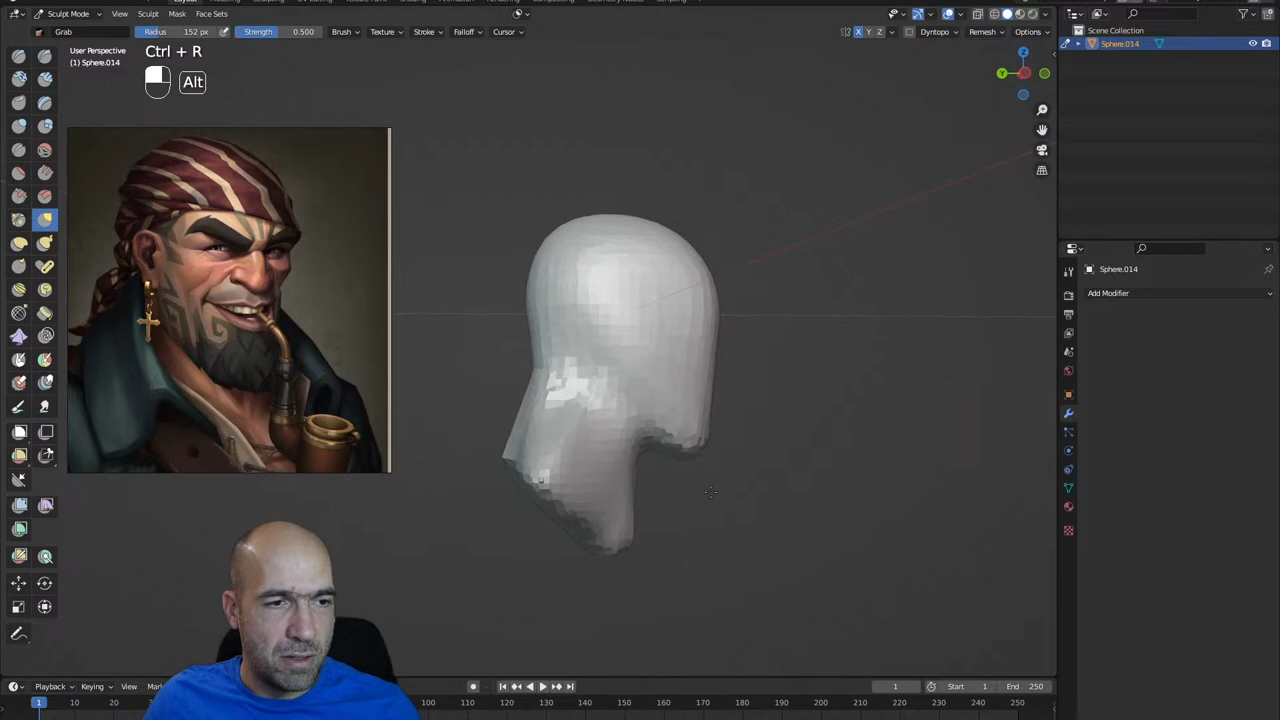 Layout
Sculpt Mode View Sculpt Mask Face Sets
Grab Radius 152 px Strength 0.500 Brush Texture Stroke Falloff Cursor X Y Z Dyntopo Remesh Options
User Perspective
(1) Sphere.014
Ctrl + R
Alt
Z
Y
Scene Collection
Sphere.014
Sphere.014
Add Modifier
Playback Keying View 1 Start 1 End 250
1 100 110 120 130 140 150 160 170 180 190 200 210 220 230 240 250